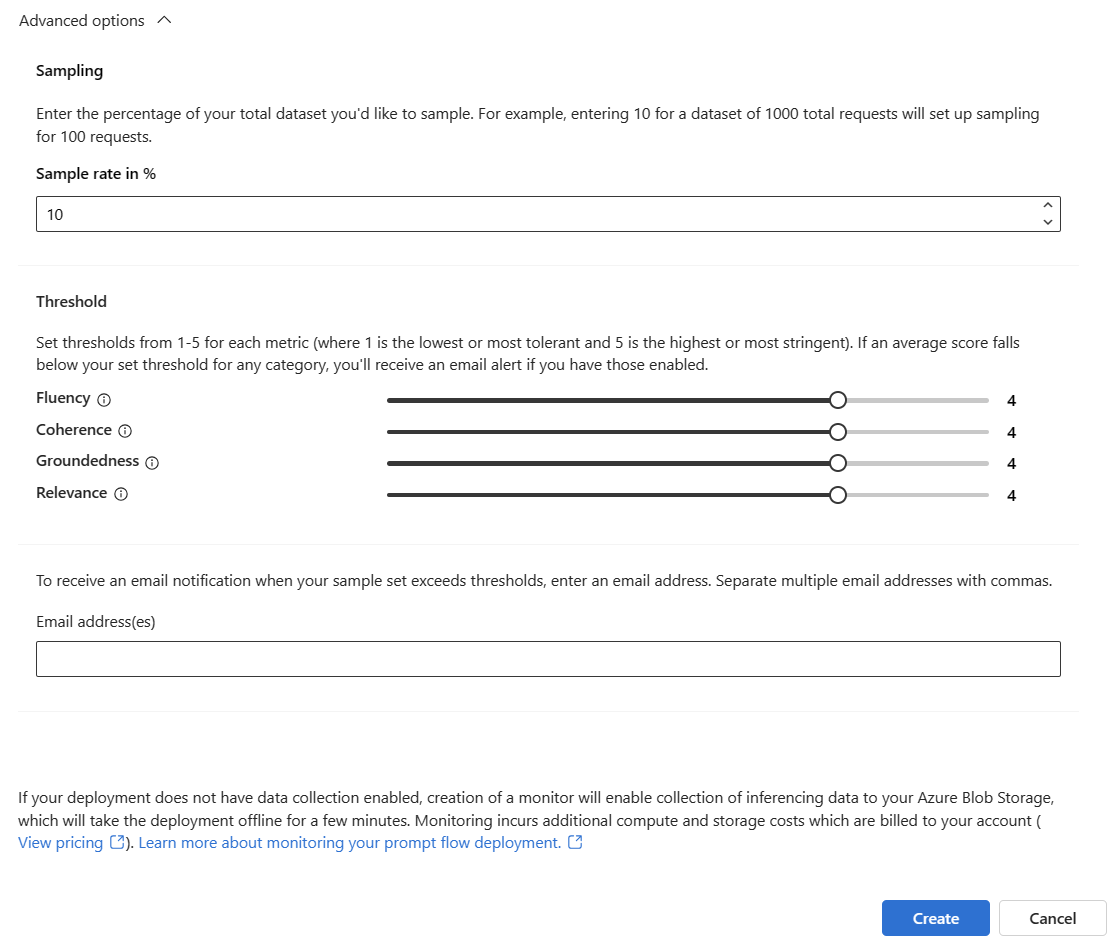 Advanced options
Sampling
Enter the percentage of your total dataset you'd like to sample. For example, entering 10 for a dataset of 1000 total requests will set up sampling
for 100 requests.
Sample rate in %
10
Threshold
Set thresholds from 1-5 for each metric (where 1 is the lowest or most tolerant and 5 is the highest or most stringent). If an average score falls
below your set threshold for any category, you'll receive an email alert if you have those enabled.
Fluency 4
Coherence 4
Groundedness 4
Relevance 4
To receive an email notification when your sample set exceeds thresholds, enter an email address. Separate multiple email addresses with commas.
Email address(es)
If your deployment does not have data collection enabled, creation of a monitor will enable collection of inferencing data to your Azure Blob Storage,
which will take the deployment offline for a few minutes. Monitoring incurs additional compute and storage costs which are billed to your account (
View pricing ). Learn more about monitoring your prompt flow deployment.
Create Cancel